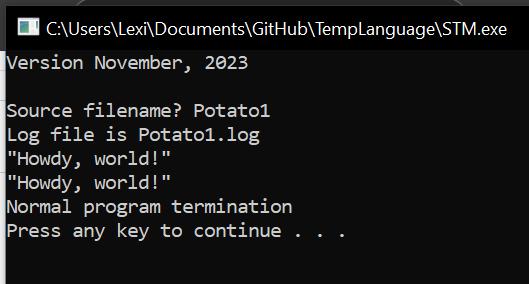 C:\Users\Lexi\Documents\GitHub\TempLanguage\STM.exe
Version November, 2023
Source filename? Potato1
Log file is Potato1.log
"Howdy, world!"
"Howdy, world!"
Normal program termination
Press any key to continue . . .